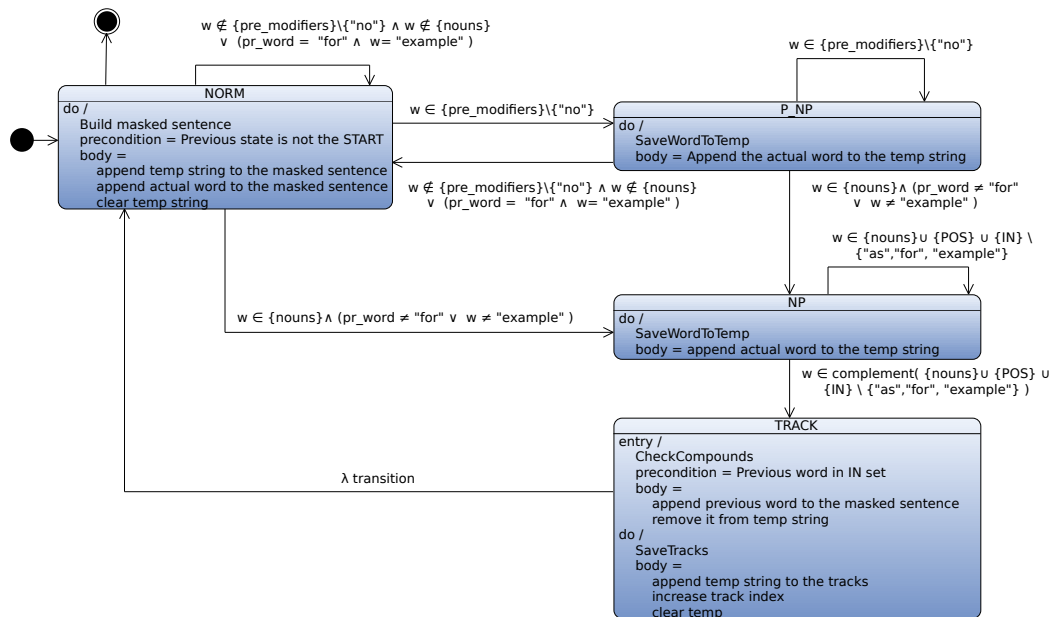 w ∉ {pre_modifiers}\{"no"} ∧ w ∉ {nouns}
∨ (pr_word = "for" ∧ w= "example" )
w ∈ {pre_modifiers}\{"no"}
NORM
do /
Build masked sentence
precondition = Previous state is not the START
body =
append temp string to the masked sentence
append actual word to the masked sentence
clear temp string
w ∈ {pre_modifiers}\{"no"}
P_NP
do /
SaveWordToTemp
body = Append the actual word to the temp string
w ∉ {pre_modifiers}\{"no"} ∧ w ∉ {nouns}
∨ (pr_word = "for" ∧ w= "example" )
w ∈ {nouns}∧ (pr_word ≠ "for"
∨ w ≠ "example" )
w ∈ {nouns}∪ {POS} ∪ {IN} \
{"as","for", "example"}
w ∈ {nouns}∧ (pr_word ≠ "for" ∨ w ≠ "example" )
NP
do /
SaveWordToTemp
body = append actual word to the temp string
w ∈ complement( {nouns}∪ {POS} ∪
{IN} \ {"as","for", "example"} )
TRACK
entry /
CheckCompounds
precondition = Previous word in IN set
body =
append previous word to the masked sentence
remove it from temp string
do /
SaveTracks
body =
append temp string to the tracks
increase track index
clear temp
λ transition